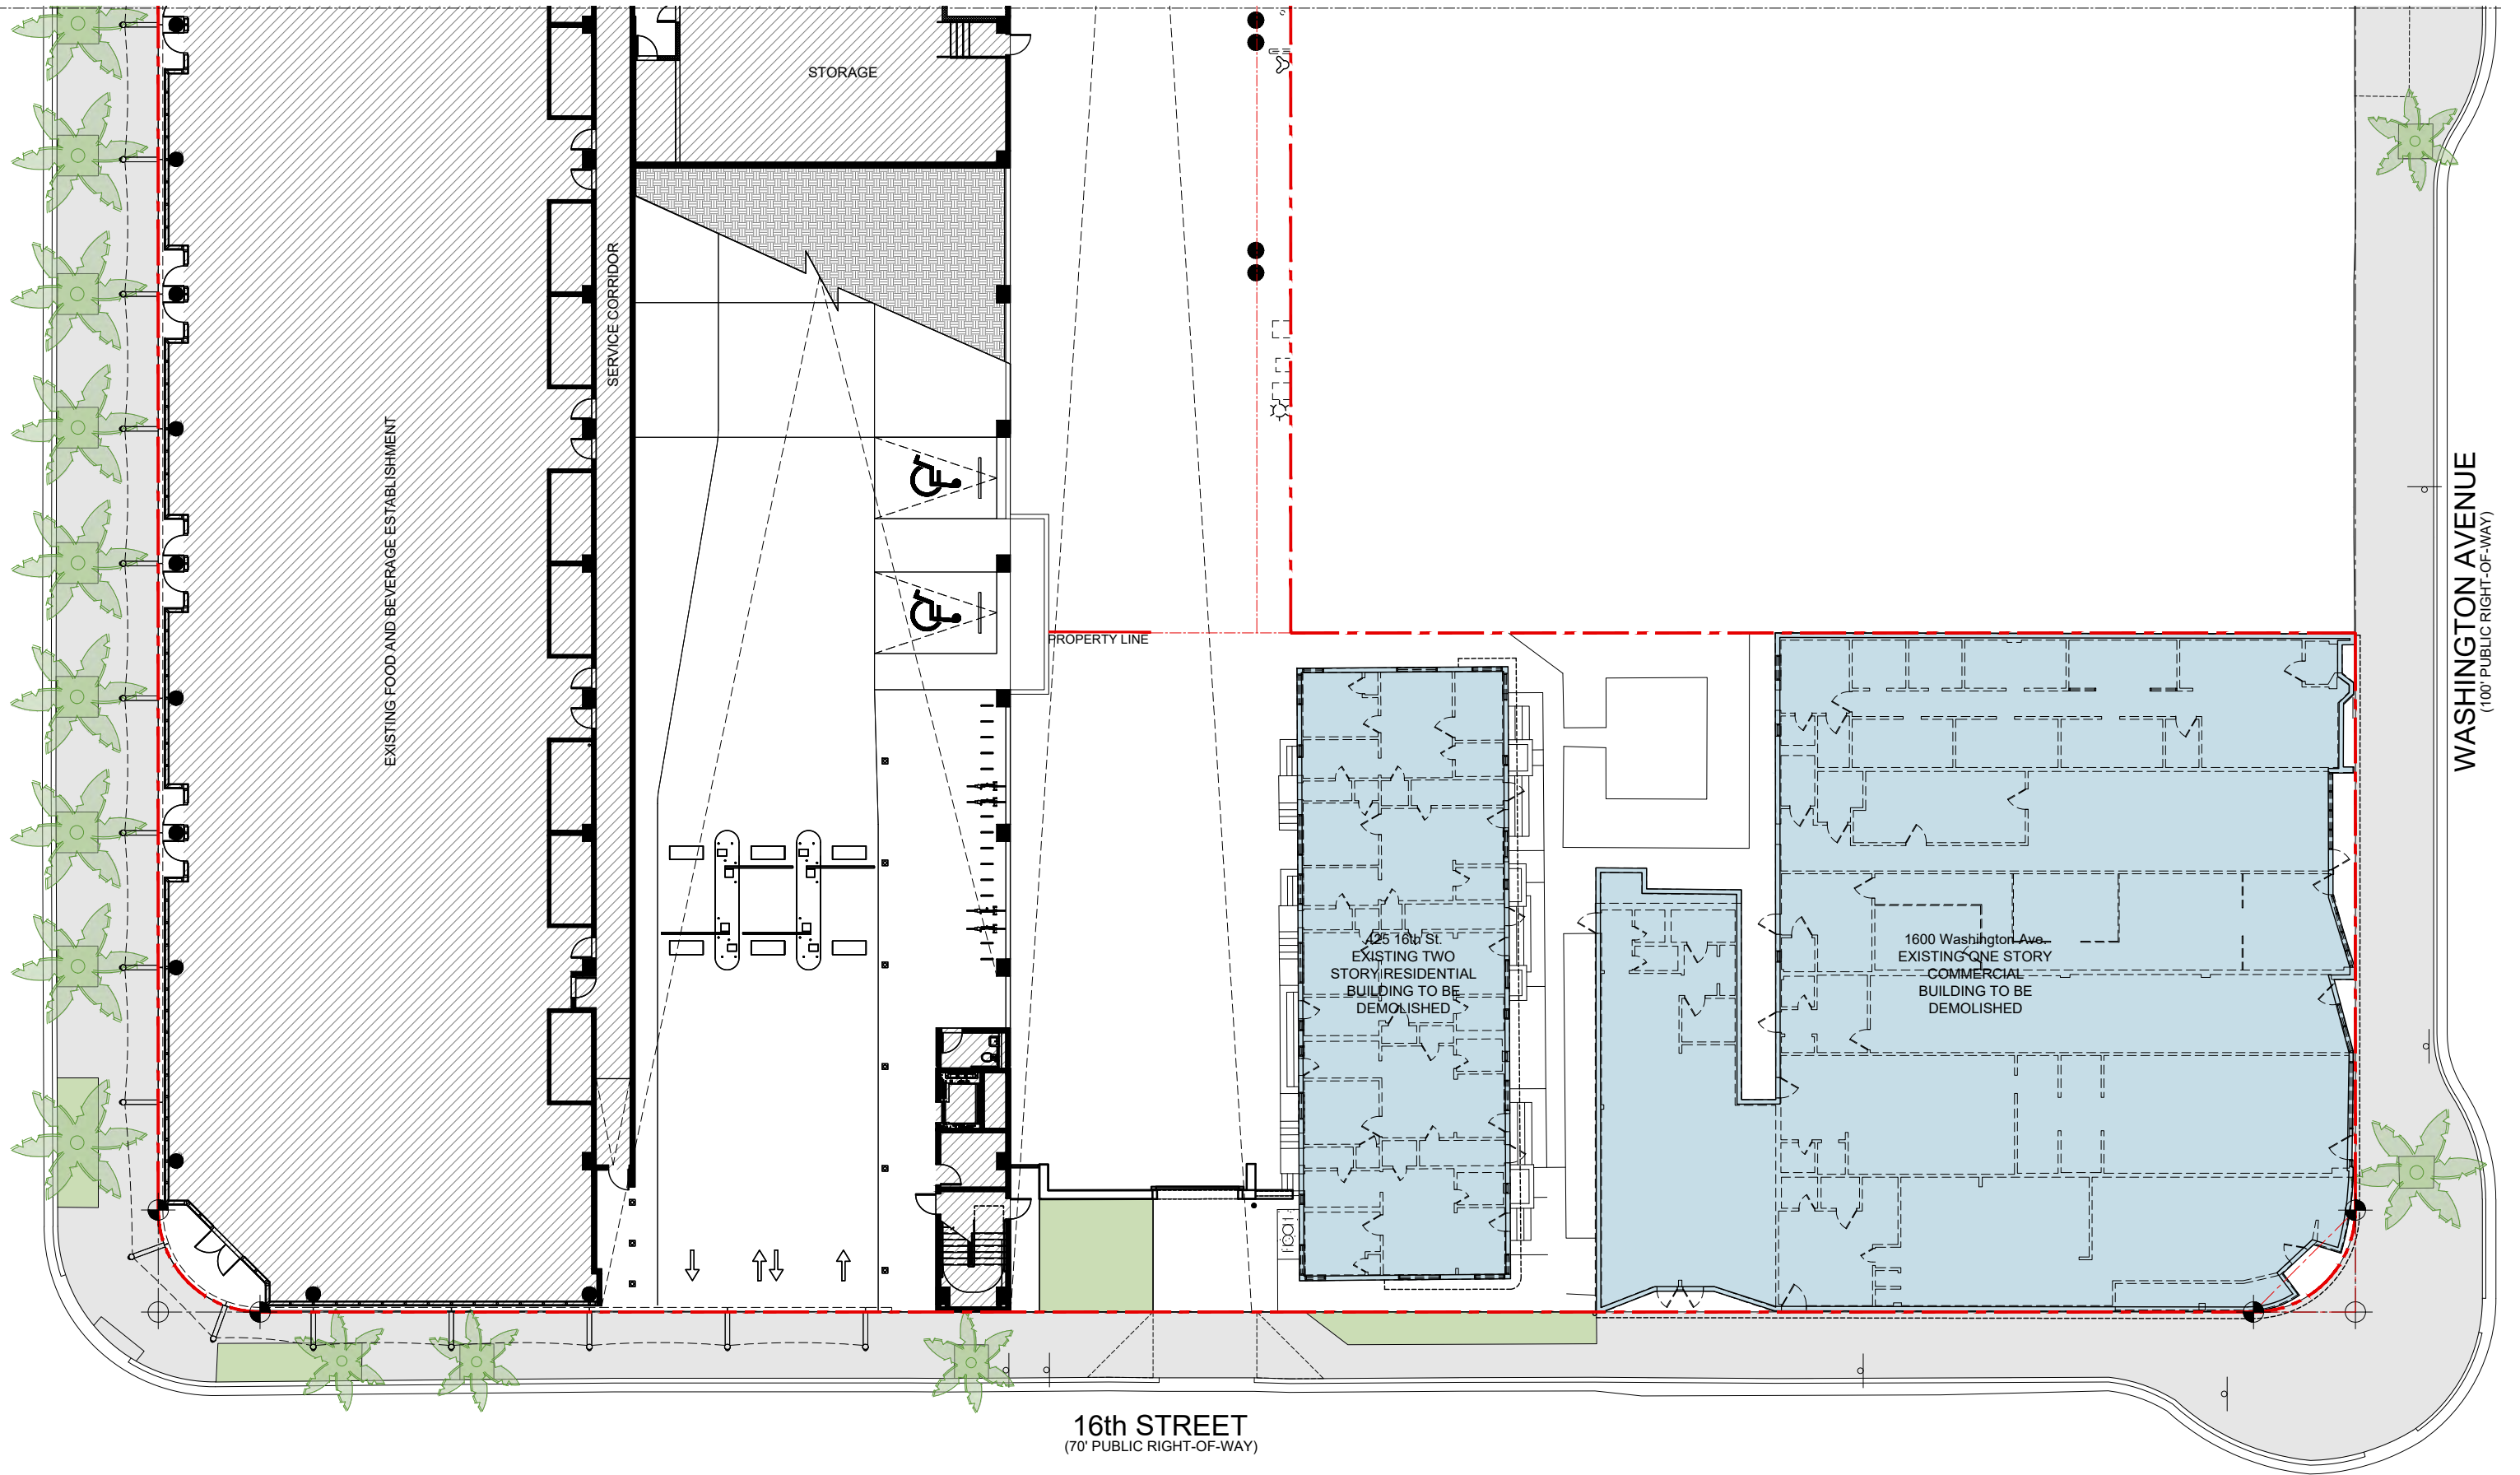 STORAGE
SERVICE CORRIDOR
EXISTING FOOD AND BEVERAGE ESTABLISHMENT
PROPERTY LINE
WASHINGTON AVENUE
(100' PUBLIC RIGHT-OF-WAY)
425 16th St.
EXISTING TWO
STORY RESIDENTIAL
BUILDING TO BE
DEMOLISHED
1600 Washington Ave.
EXISTING ONE STORY
COMMERCIAL
BUILDING TO BE
DEMOLISHED
16th STREET
(70' PUBLIC RIGHT-OF-WAY)